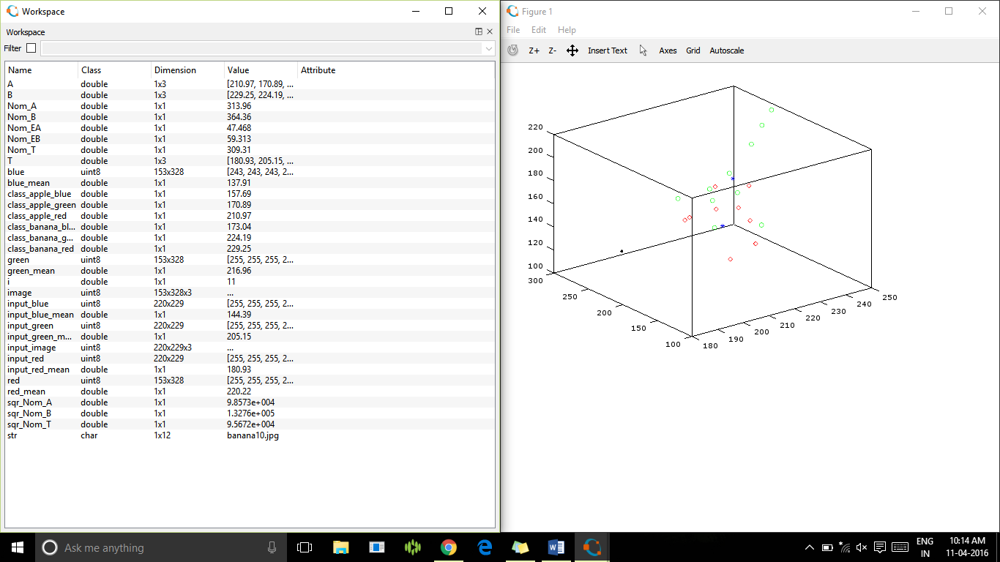 Workspace
Workspace
Filter
Name Class Dimension Value Attribute
A double 1x3 [210.97, 170.89, ...
B double 1x3 [229.25, 224.19, ...
Nom_A double 1x1 313.96
Nom_B double 1x1 364.36
Nom_EA double 1x1 47.468
Nom_EB double 1x1 59.313
Nom_T double 1x1 309.31
T double 1x3 [180.93, 205.15, ...
blue uint8 153x328 [243, 243, 243, 2...
blue_mean double 1x1 137.91
class_apple_blue double 1x1 157.69
class_apple_green double 1x1 170.89
class_apple_red double 1x1 210.97
class_banana_bl... double 1x1 173.04
class_banana_g... double 1x1 224.19
class_banana_red double 1x1 229.25
green uint8 153x328 [255, 255, 255, 2...
green_mean double 1x1 216.96
i double 1x1 11
image uint8 153x328x3 ...
input_blue uint8 220x229 [255, 255, 255, 2...
input_blue_mean double 1x1 144.39
input_green uint8 220x229 [255, 255, 255, 2...
input_green_m... double 1x1 205.15
input_image uint8 220x229x3 ...
input_red uint8 220x229 [255, 255, 255, 2...
input_red_mean double 1x1 180.93
red uint8 153x328 [255, 255, 255, 2...
red_mean double 1x1 220.22
sqr_Nom_A double 1x1 9.8573e+004
sqr_Nom_B double 1x1 1.3276e+005
sqr_Nom_T double 1x1 9.5672e+004
str char 1x12 banana10.jpg
Figure 1
File Edit Help
Z+ Z- Insert Text Axes Grid Autoscale
220
200
180
160
140
120
100
300
250
200
150
100
180
190
200
210
220
230
240
250
Ask me anything
ENG
IN
10:14 AM
11-04-2016